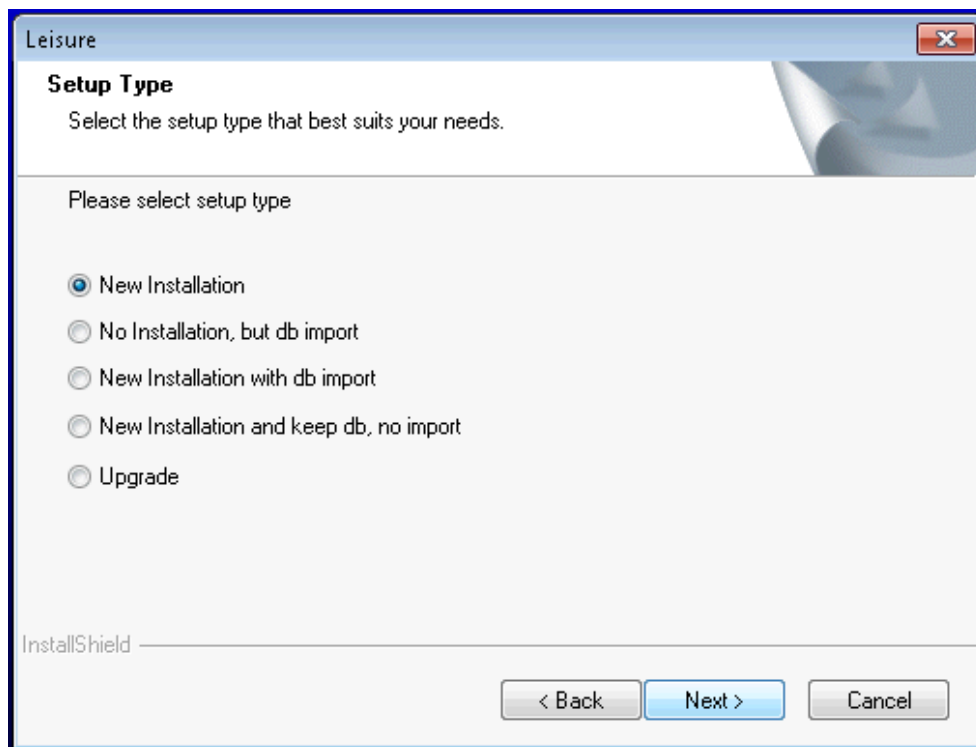 Leisure
Setup Type
Select the setup type that best suits your needs.
Please select setup type
New Installation
No Installation, but db import
New Installation with db import
New Installation and keep db, no import
Upgrade
InstallShield
< Back Next > Cancel